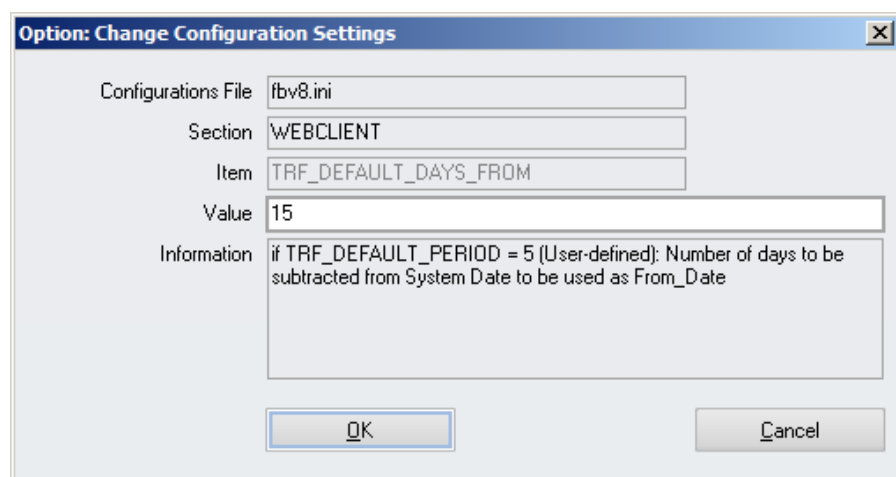 Option: Change Configuration Settings
Configurations File fbv8.ini
Section WEBCLIENT
Item TRF_DEFAULT_DAYS_FROM
Value 15
Information if TRF_DEFAULT_PERIOD = 5 (User-defined): Number of days to be
subtracted from System Date to be used as From_Date
OK Cancel